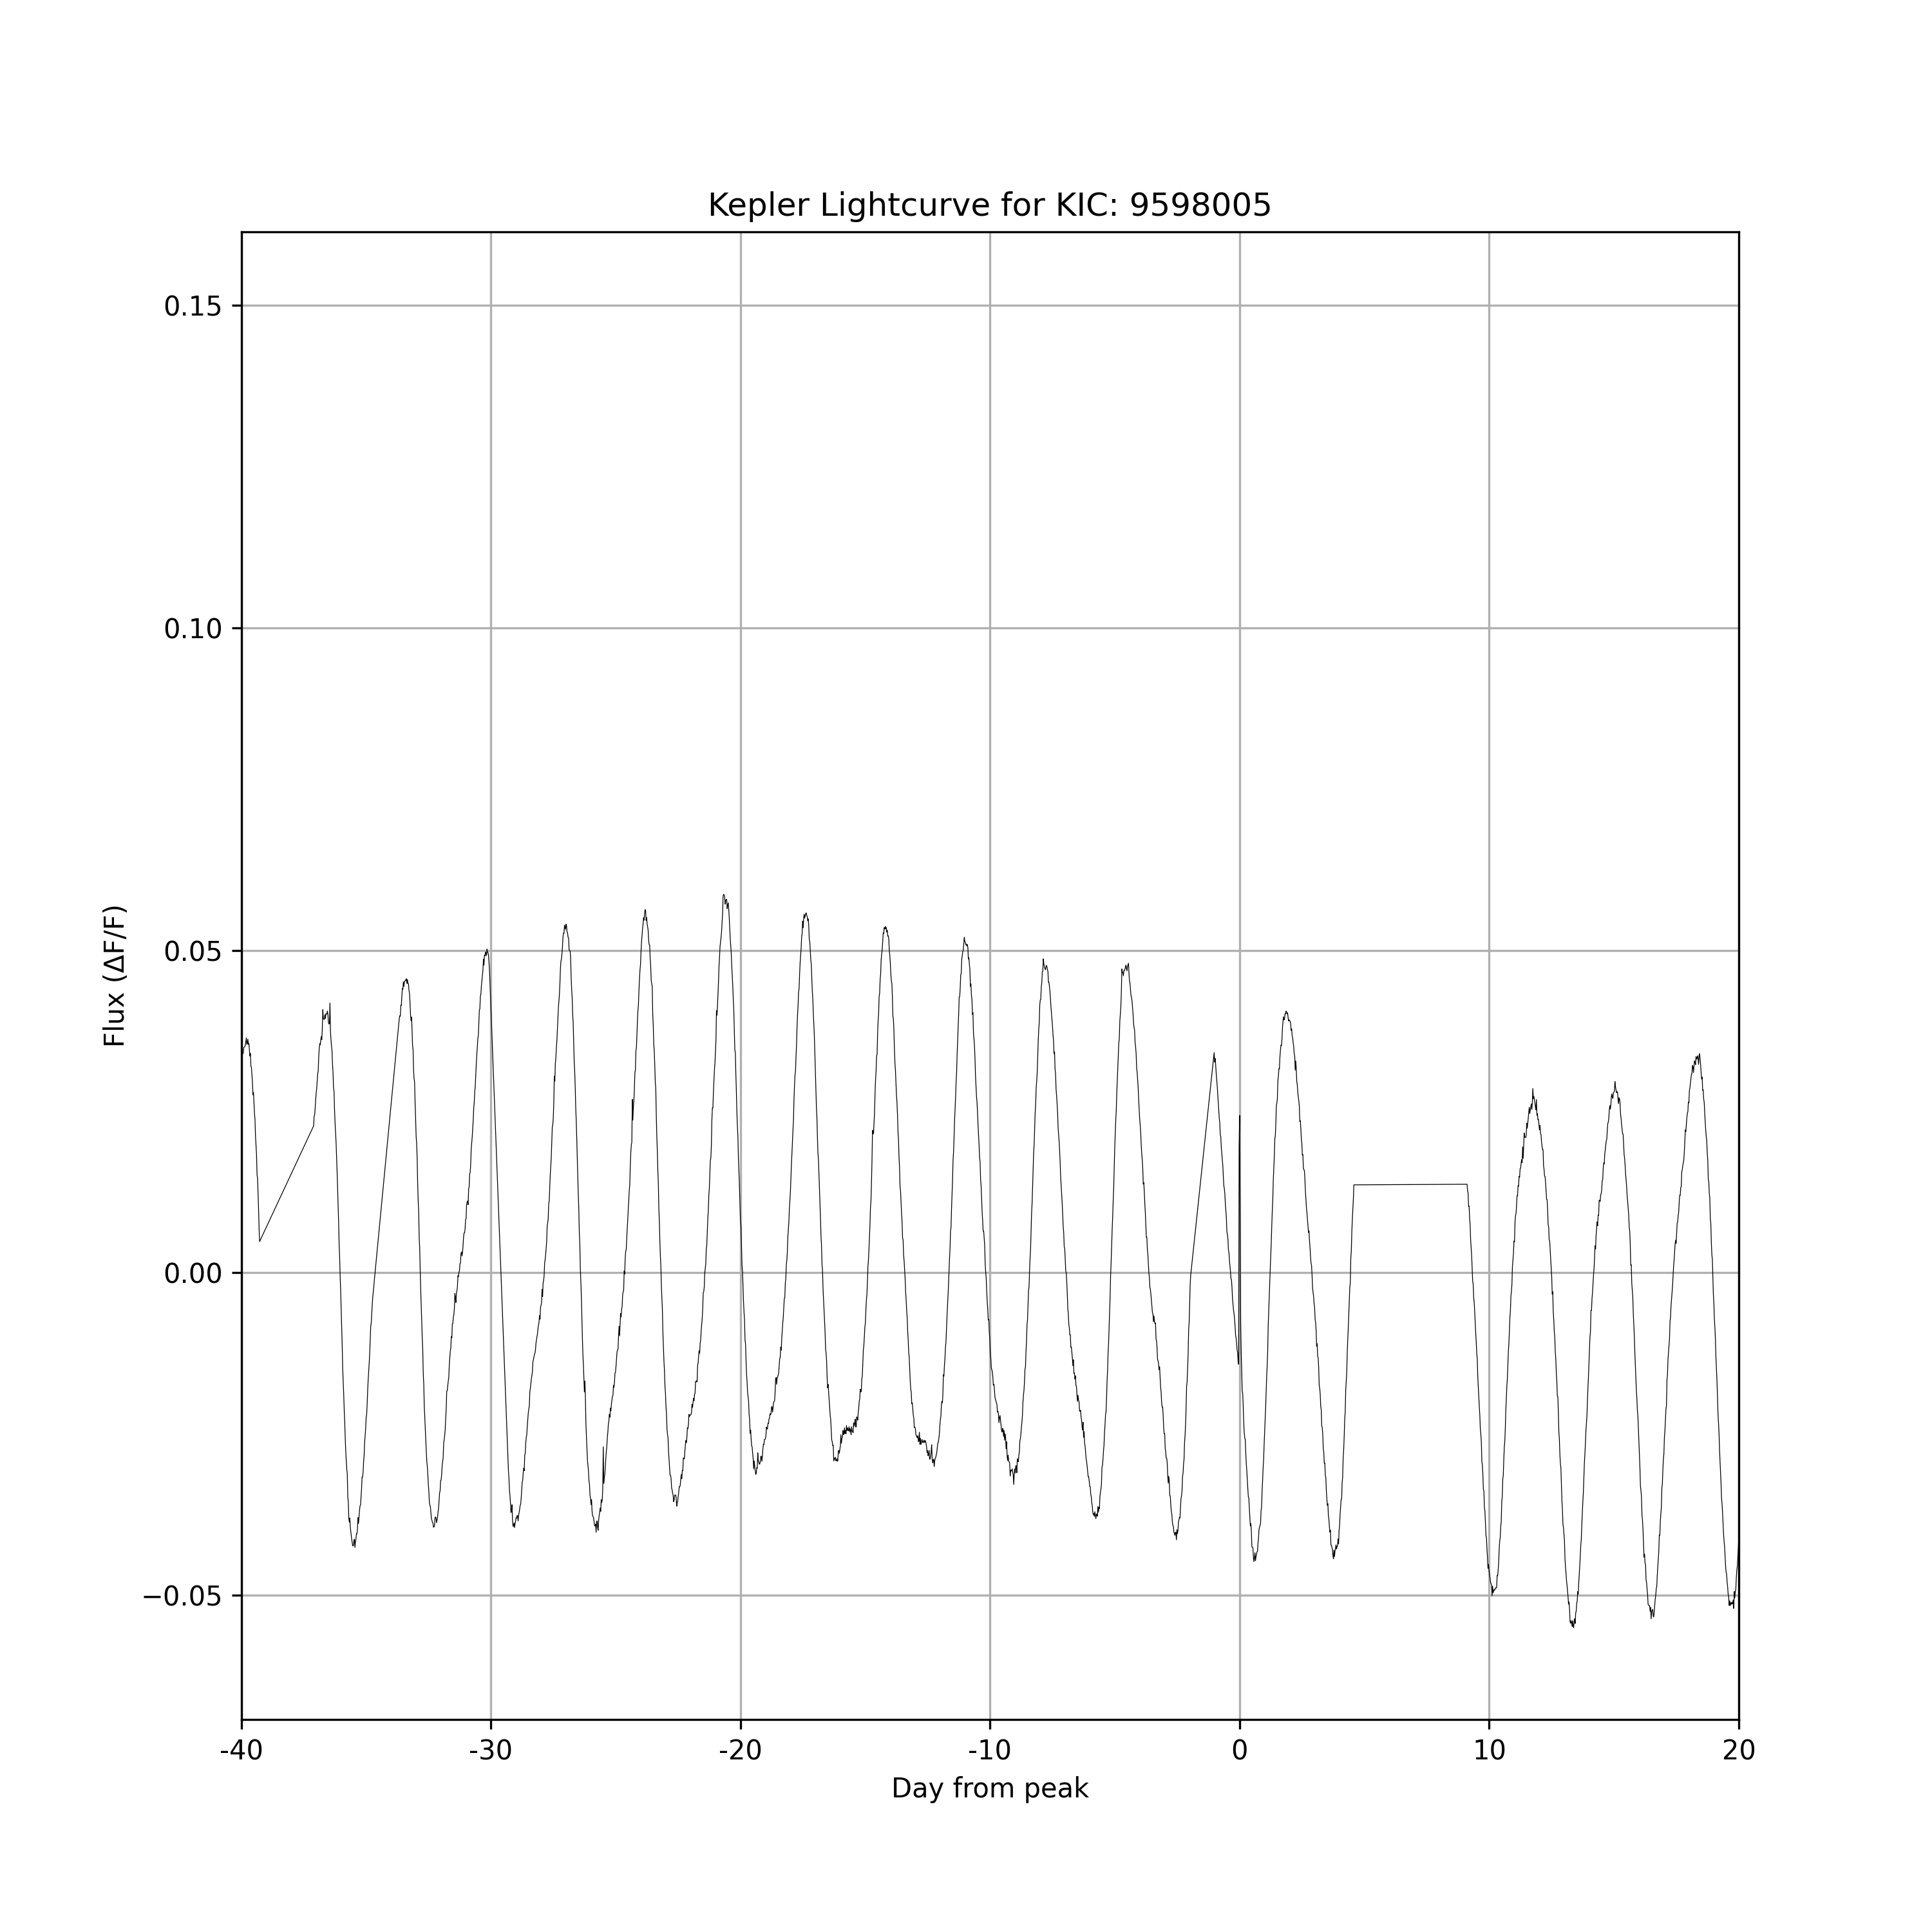 Kepler Lightcurve for KIC: 9598005
0.15
0.10
0.05
0.00
−0.05
Flux (ΔF/F)
-40 -30 -20 -10 0 10 20
Day from peak